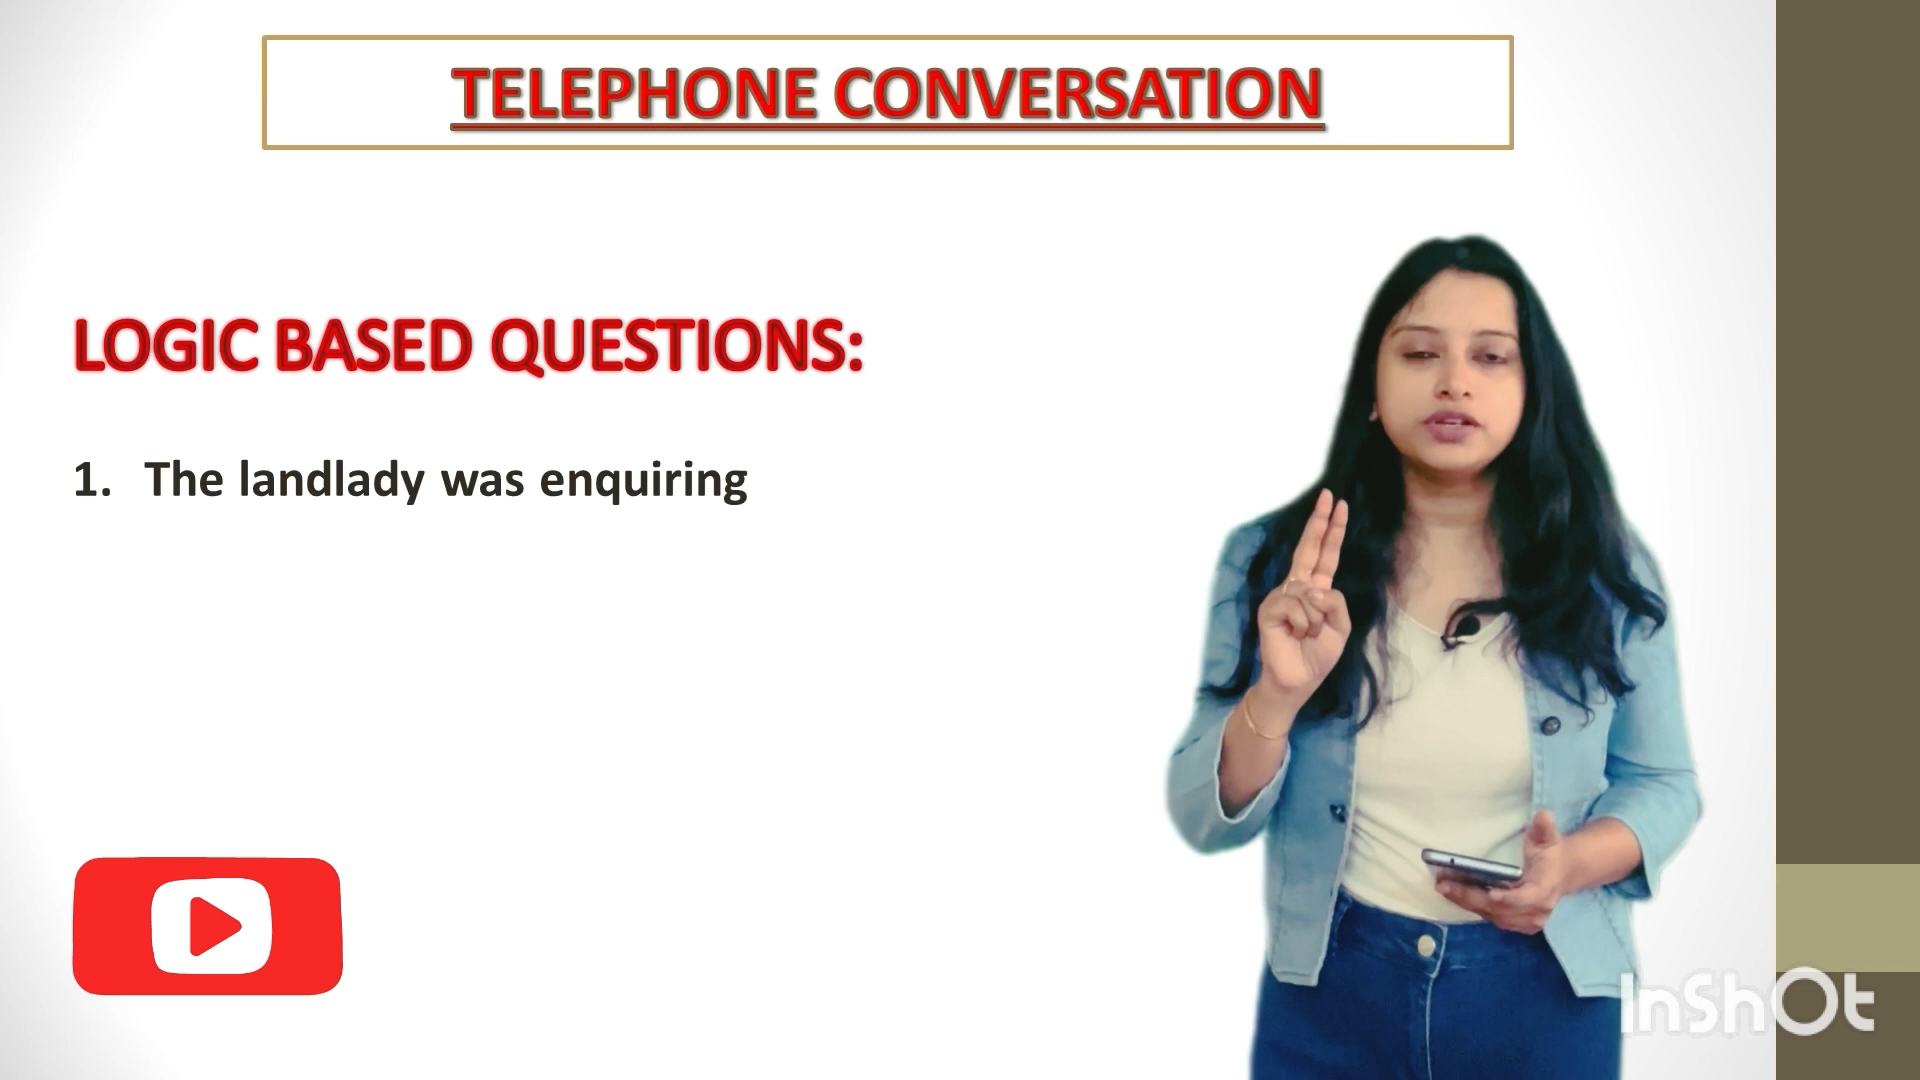 TELEPHONE CONVERSATION
LOGIC BASED QUESTIONS:
1. The landlady was enquiring
InShOt